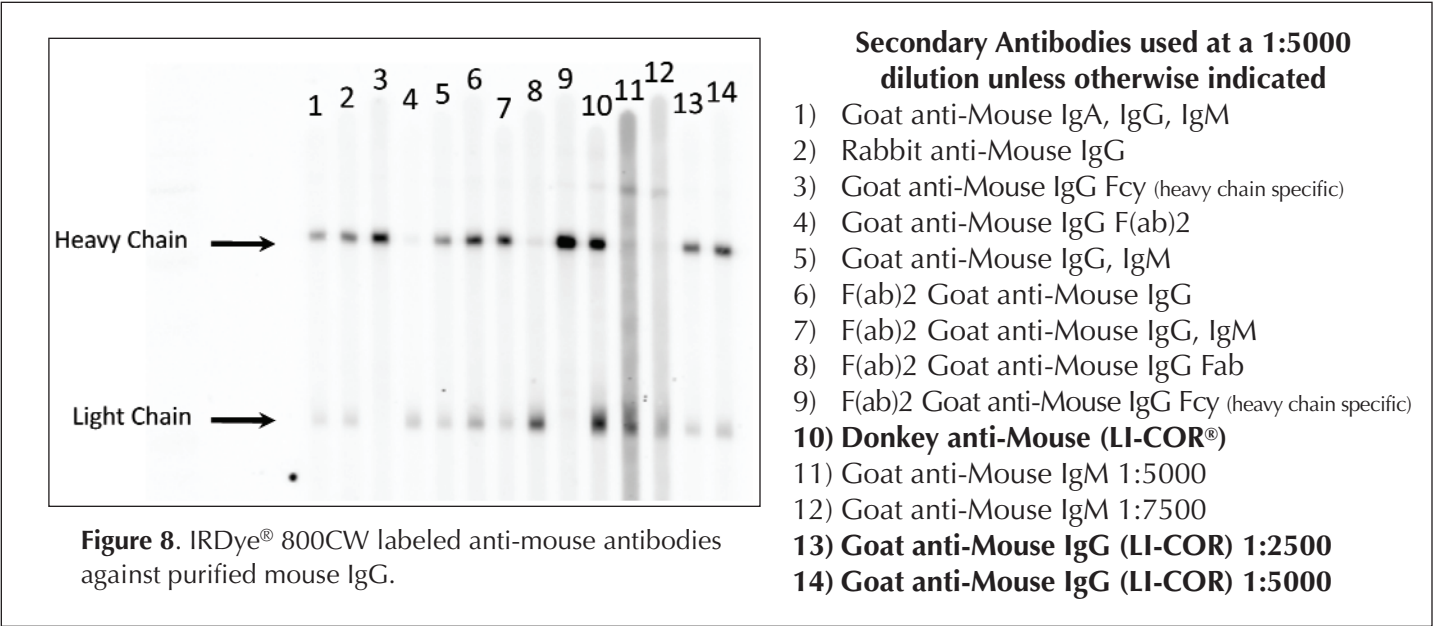 1 2 3 4 5 6 7 8 9 10 11 12 13 14
Heavy Chain
Light Chain
Figure 8. IRDye® 800CW labeled anti-mouse antibodies
against purified mouse IgG.
Secondary Antibodies used at a 1:5000
dilution unless otherwise indicated
1) Goat anti-Mouse IgA, IgG, IgM
2) Rabbit anti-Mouse IgG
3) Goat anti-Mouse IgG Fcy (heavy chain specific)
4) Goat anti-Mouse IgG F(ab)2
5) Goat anti-Mouse IgG, IgM
6) F(ab)2 Goat anti-Mouse IgG
7) F(ab)2 Goat anti-Mouse IgG, IgM
8) F(ab)2 Goat anti-Mouse IgG Fab
9) F(ab)2 Goat anti-Mouse IgG Fcy (heavy chain specific)
10) Donkey anti-Mouse (LI-COR®)
11) Goat anti-Mouse IgM 1:5000
12) Goat anti-Mouse IgM 1:7500
13) Goat anti-Mouse IgG (LI-COR) 1:2500
14) Goat anti-Mouse IgG (LI-COR) 1:5000